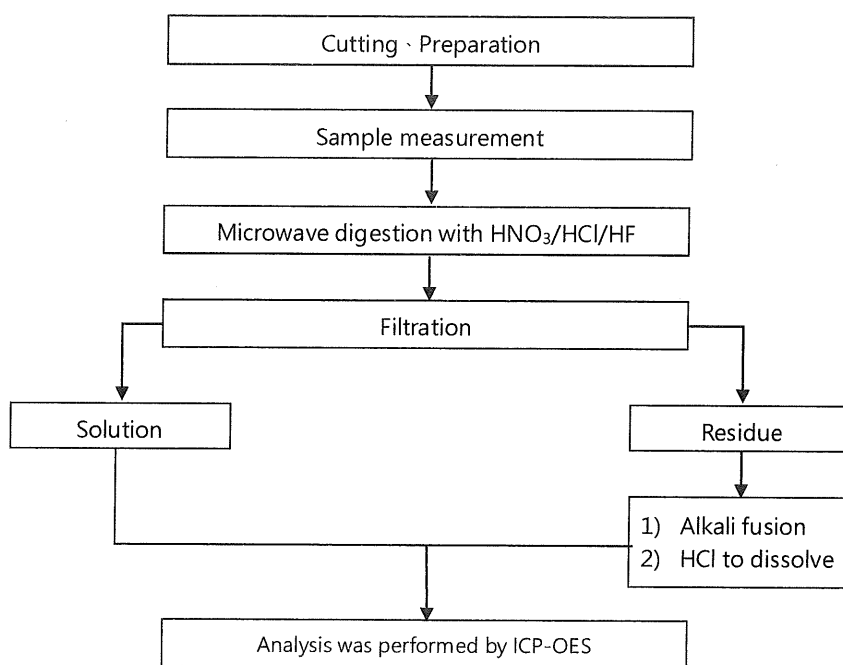 Cutting、Preparation
Sample measurement
Microwave digestion with HNO₃/HCl/HF
Filtration
Solution
Residue
1) Alkali fusion
2) HCl to dissolve
Analysis was performed by ICP-OES